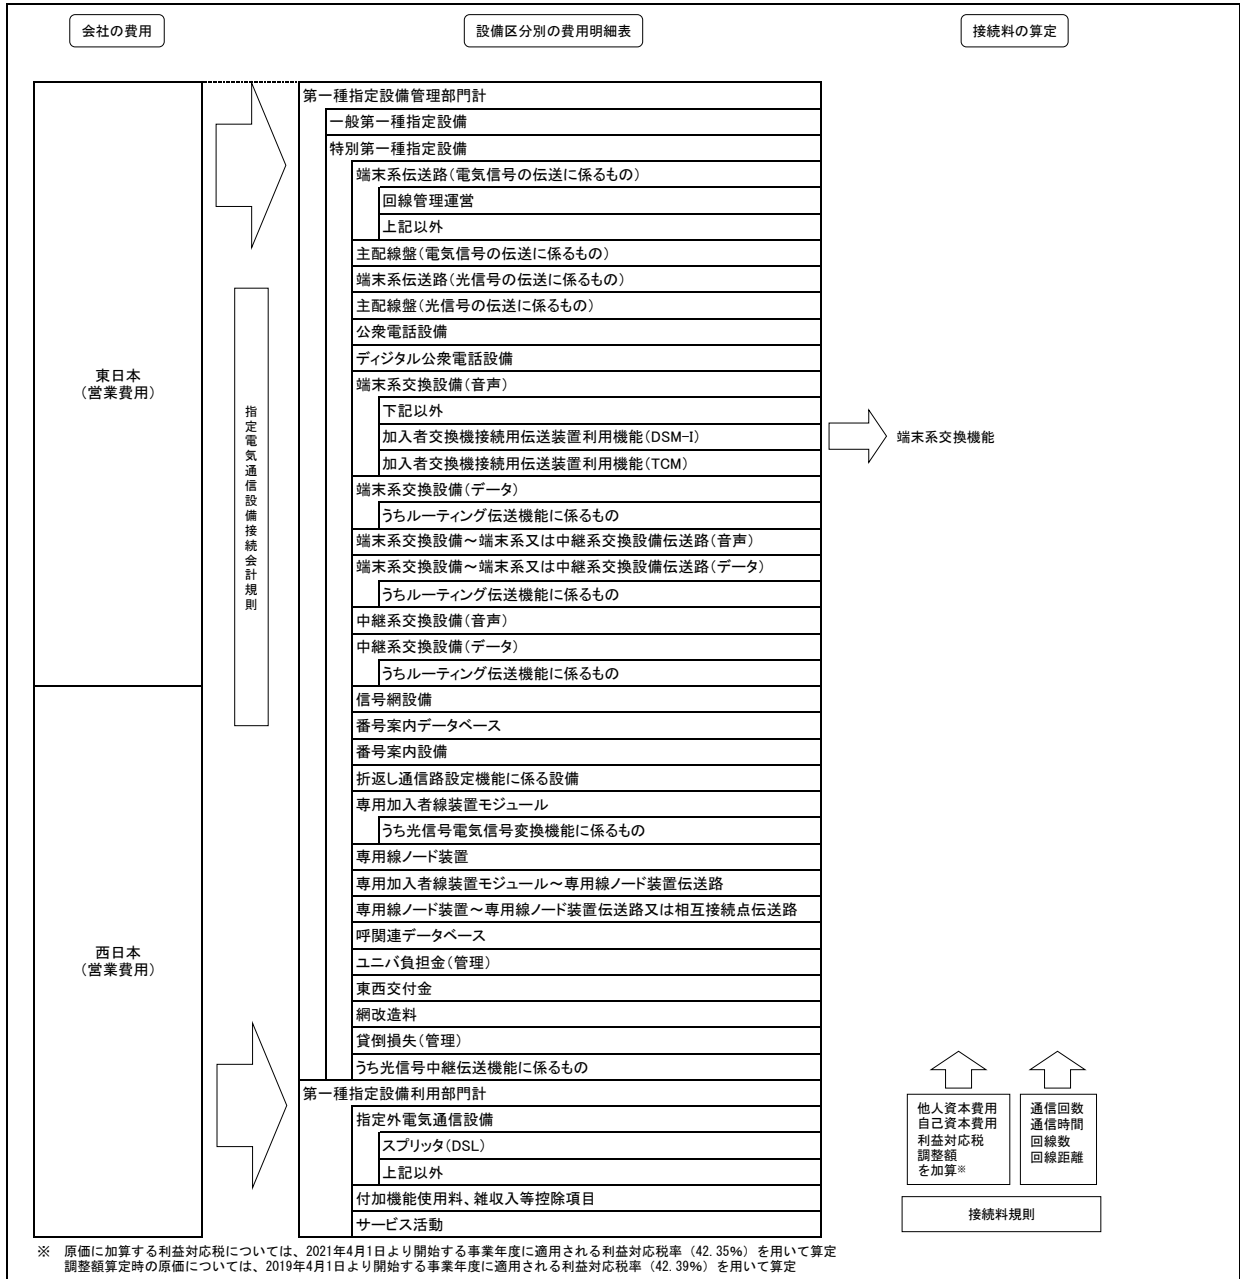 会社の費用
設備区分別の費用明細表
接続料の算定
第一種指定設備管理部門計
一般第一種指定設備
特別第一種指定設備
端末系伝送路(電気信号の伝送に係るもの)
回線管理運営
上記以外
主配線盤(電気信号の伝送に係るもの)
端末系伝送路(光信号の伝送に係るもの)
主配線盤(光信号の伝送に係るもの)
公衆電話設備
ディジタル公衆電話設備
端末系交換設備(音声)
下記以外
加入者交換機接続用伝送装置利用機能(DSM-I)
加入者交換機接続用伝送装置利用機能(TCM)
端末系交換設備(データ)
うちルーティング伝送機能に係るもの
端末系交換設備~端末系又は中継系交換設備伝送路(音声)
端末系交換設備~端末系又は中継系交換設備伝送路(データ)
うちルーティング伝送機能に係るもの
中継系交換設備(音声)
中継系交換設備(データ)
うちルーティング伝送機能に係るもの
信号網設備
番号案内データベース
番号案内設備
折返し通信路設定機能に係る設備
専用加入者線装置モジュール
うち光信号電気信号変換機能に係るもの
専用線ノード装置
専用加入者線装置モジュール~専用線ノード装置伝送路
専用線ノード装置~専用線ノード装置伝送路又は相互接続点伝送路
呼関連データベース
ユニバ負担金(管理)
東西交付金
網改造料
貸倒損失(管理)
うち光信号中継伝送機能に係るもの
第一種指定設備利用部門計
指定外電気通信設備
スプリッタ(DSL)
上記以外
付加機能使用料、雑収入等控除項目
サービス活動
東日本
(営業費用)
西日本
(営業費用)
指定電気通信設備接続会計規則
端末系交換機能
他人資本費用
自己資本費用
利益対応税
調整額
を加算※
通信回数
通信時間
回線数
回線距離
接続料規則
※ 原価に加算する利益対応税については、2021年4月1日より開始する事業年度に適用される利益対応税率(42.35%)を用いて算定
調整額算定時の原価については、2019年4月1日より開始する事業年度に適用される利益対応税率(42.39%)を用いて算定